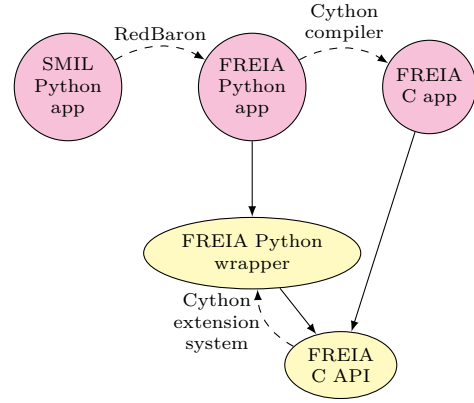 RedBaron
Cython
compiler
SMIL
Python
app
FREIA
Python
app
FREIA
C app
FREIA Python
wrapper
Cython
extension
system
FREIA
C API